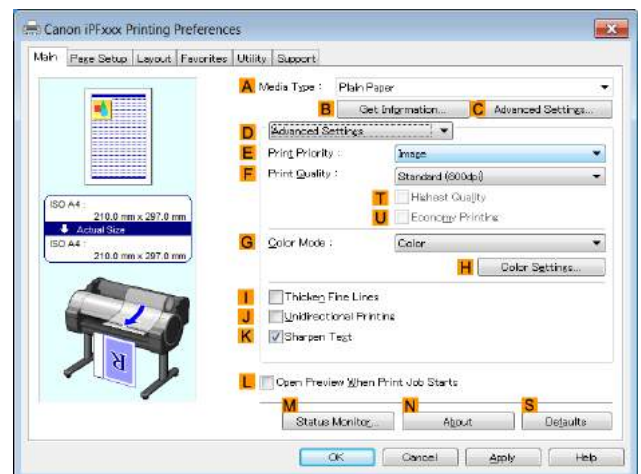 Canon iPFxxx Printing Preferences
Main Page Setup Layout Favorites Utility Support
A Media Type : Plain Paper
B Get Information... C Advanced Settings...
D Advanced Settings
E Print Priority : Image
F Print Quality : Standard (600dpi)
T Highest Quality
U Economy Printing
ISO A4 :
210.0 mm x 297.0 mm
Actual Size
ISO A4 :
210.0 mm x 297.0 mm
G Color Mode : Color
H Color Settings...
I Thicken Fine Lines
J Unidirectional Printing
K Sharpen Text
R
L Open Preview When Print Job Starts
M N S
Status Monitor... About Defaults
OK Cancel Apply Help